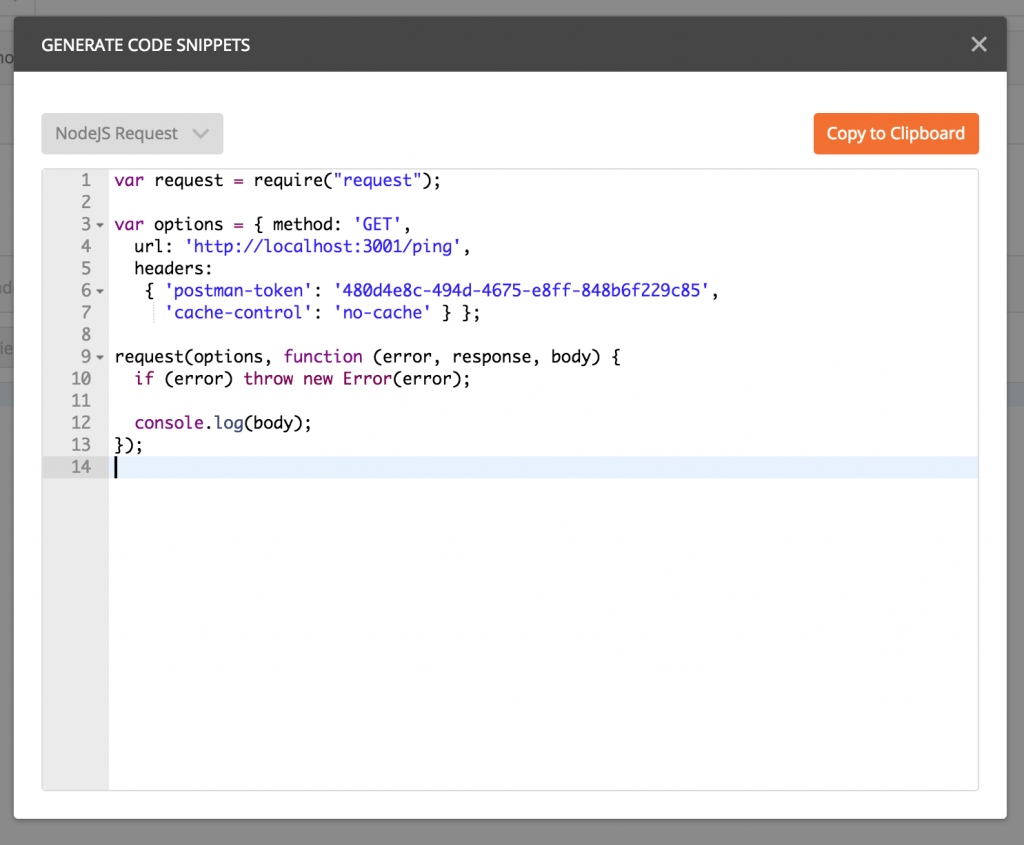 GENERATE CODE SNIPPETS
NodeJS Request
Copy to Clipboard
1 var request = require("request");
2
3 var options = { method: 'GET',
4   url: 'http://localhost:3001/ping',
5   headers:
6    { 'postman-token': '480d4e8c-494d-4675-e8ff-848b6f229c85',
7      'cache-control': 'no-cache' } };
8
9 request(options, function (error, response, body) {
10   if (error) throw new Error(error);
11
12   console.log(body);
13 });
14